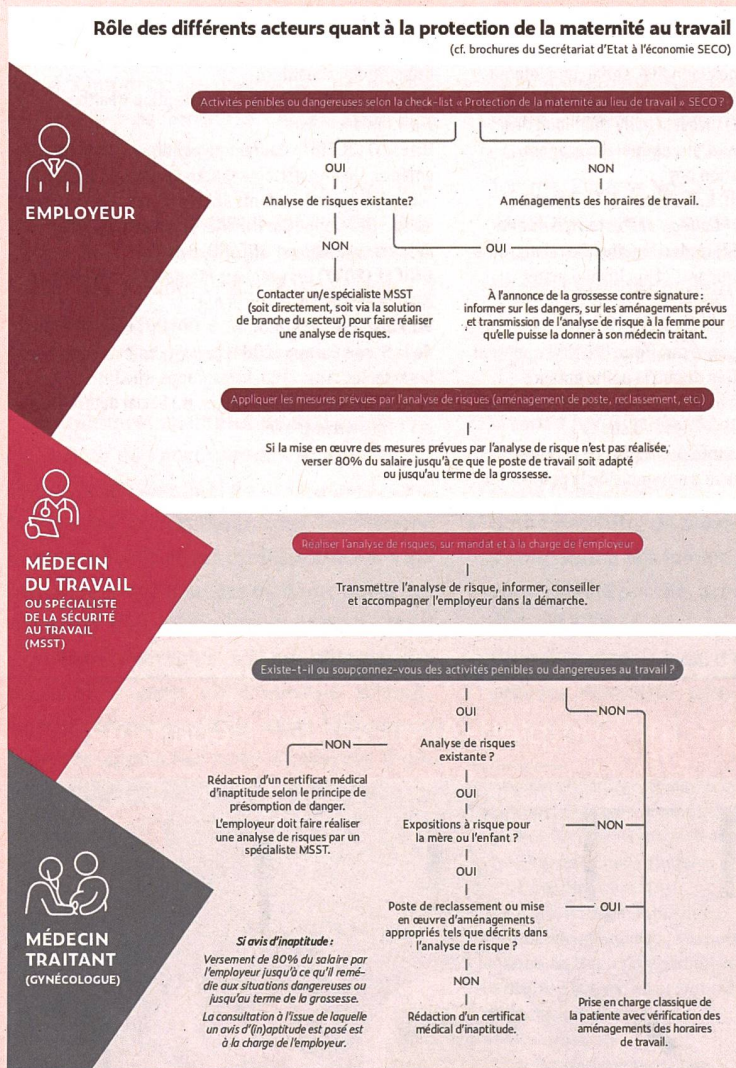 Rôle des différents acteurs quant à la protection de la maternité au travail
(cf. brochures du Secrétariat d'Etat à l'économie SECO)
Activités pénibles ou dangereuses selon la check-list « Protection de la maternité au lieu de travail » SECO ?
EMPLOYEUR
OUI
NON
Analyse de risques existante?
Aménagements des horaires de travail.
NON
OUI
Contacter un/e spécialiste MSST
(soit directement, soit via la solution
de branche du secteur) pour faire réaliser
une analyse de risques.
À l'annonce de la grossesse contre signature :
informer sur les dangers, sur les aménagements prévus
et transmission de l'analyse de risque à la femme pour
qu'elle puisse la donner à son médecin traitant.
Appliquer les mesures prévues par l'analyse de risques (aménagement de poste, reclassement, etc.)
Si la mise en œuvre des mesures prévues par l'analyse de risque n'est pas réalisée,
verser 80% du salaire jusqu'à ce que le poste de travail soit adapté
ou jusqu'au terme de la grossesse.
MÉDECIN
DU TRAVAIL
OU SPÉCIALISTE
DE LA SÉCURITÉ
AU TRAVAIL
(MSST)
Réaliser l'analyse de risques, sur mandat et à la charge de l'employeur
Transmettre l'analyse de risque, informer, conseiller
et accompagner l'employeur dans la démarche.
MÉDECIN
TRAITANT
(GYNÉCOLOGUE)
Existe-t-il ou soupçonnez-vous des activités pénibles ou dangereuses au travail ?
OUI
NON
NON
Analyse de risques
existante ?
Rédaction d'un certificat médical
d'inaptitude selon le principe de
présomption de danger.
L'employeur doit faire réaliser
une analyse de risques par un
spécialiste MSST.
OUI
Expositions à risque pour
la mère ou l'enfant ?
NON
OUI
Poste de reclassement ou mise
en œuvre d'aménagements
appropriés tels que décrits dans
l'analyse de risque ?
OUI
NON
Rédaction d'un certificat
médical d'inaptitude.
Si avis d'inaptitude :
Versement de 80% du salaire par
l'employeur jusqu'à ce qu'il remé-
die aux situations dangereuses ou
jusqu'au terme de la grossesse.
La consultation à l'issue de laquelle
un avis d'(in)aptitude est posé est
à la charge de l'employeur.
Prise en charge classique de
la patiente avec vérification des
aménagements des horaires
de travail.